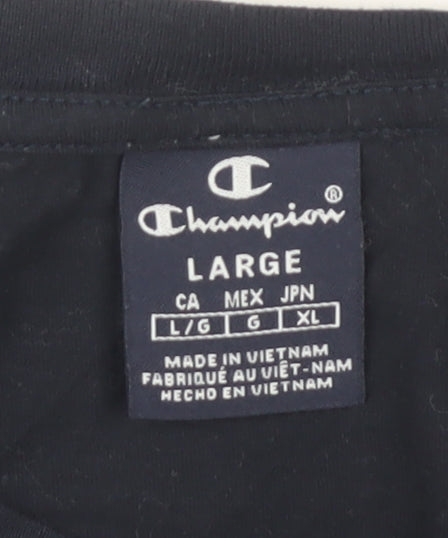 C
Champion®
LARGE
CA MEX JPN
L/G G XL
MADE IN VIETNAM
FABRIQUÉ AU VIÊT-NAM
HECHO EN VIETNAM